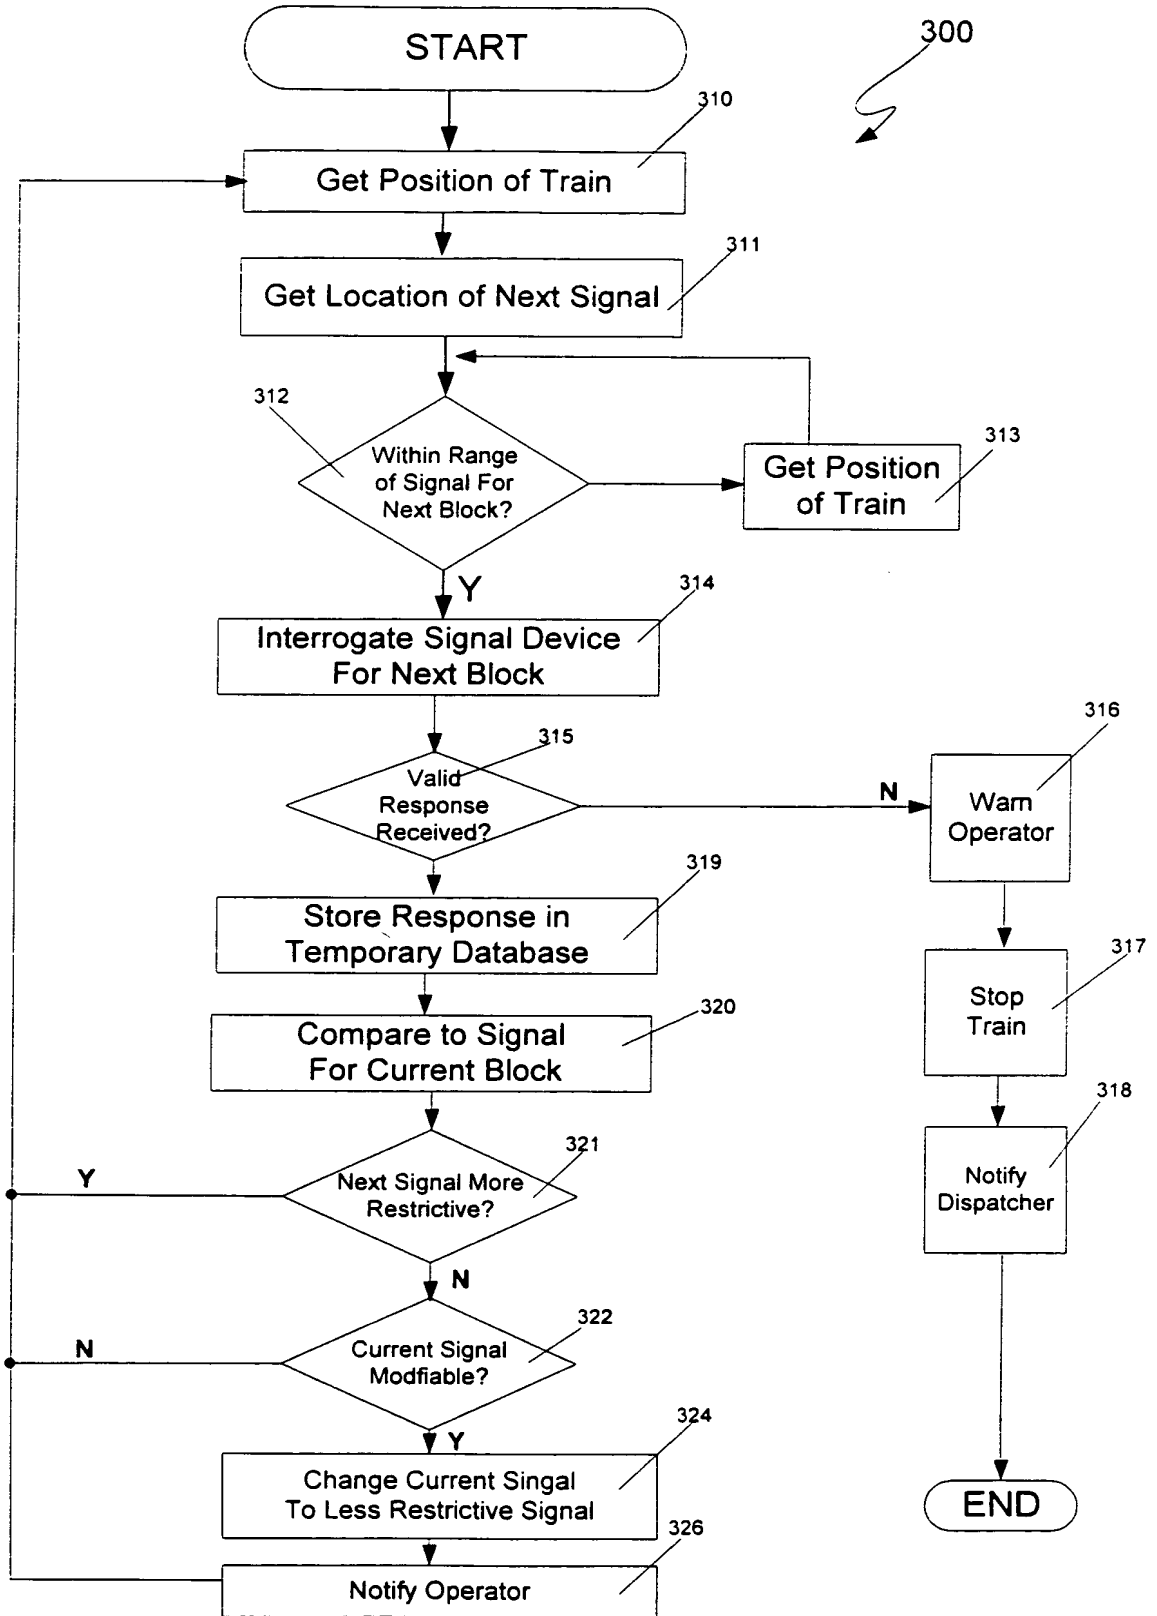 START
300
310
Get Position of Train
311
Get Location of Next Signal
312
Within Range
of Signal For
Next Block?
313
Get Position
of Train
Y
314
Interrogate Signal Device
For Next Block
315
Valid
Response
Received?
N
316
Warn
Operator
319
Store Response in
Temporary Database
317
Stop
Train
320
Compare to Signal
For Current Block
318
Notify
Dispatcher
321
Next Signal More
Restrictive?
Y
N
322
Current Signal
Modfiable?
N
Y
324
Change Current Singal
To Less Restrictive Signal
END
326
Notify Operator